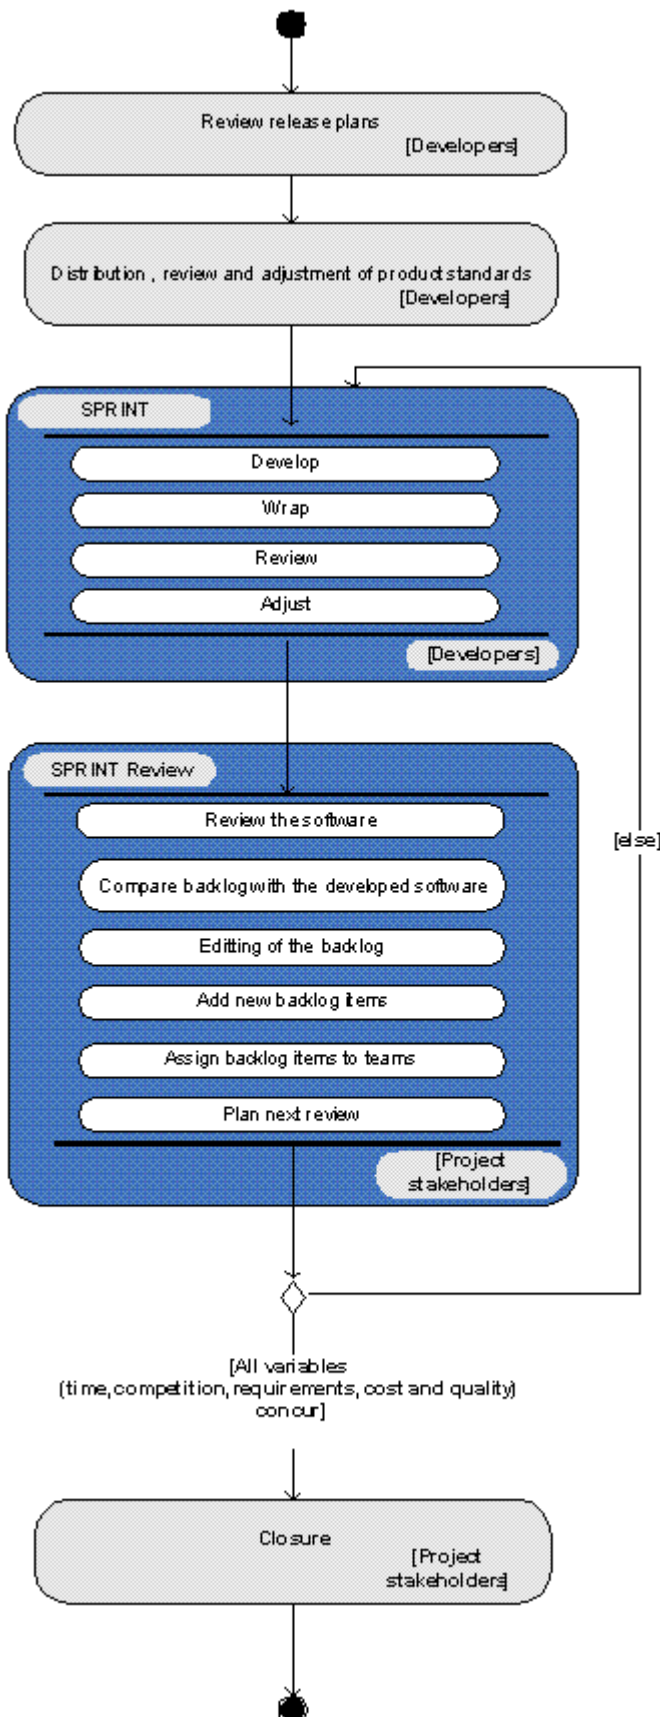 Review release plans
[Developers]
Distribution , review and adjustment of product standards
[Developers]
SPRINT
Develop
Wrap
Review
Adjust
[Developers]
SPRINT Review
Review the software
Compare backlog with the developed software
Editting of the backlog
Add new backlog items
Assign backlog items to teams
Plan next review
[Project
stakeholders]
[else]
[All variables
(time, competition, requirements, cost and quality)
concur]
Closure
[Project
stakeholders]